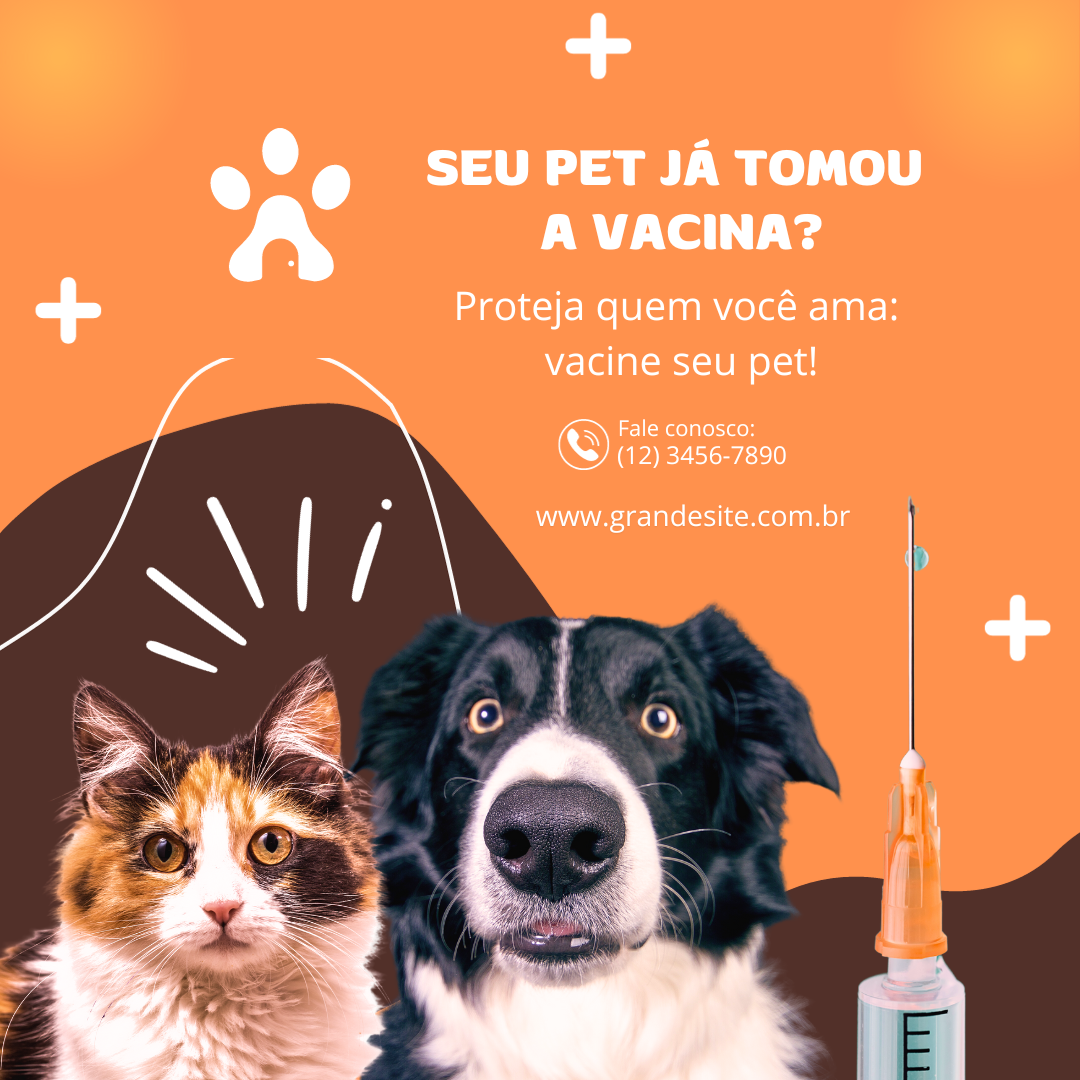 SEU PET JÁ TOMOU
A VACINA?
Proteja quem você ama:
vacine seu pet!
Fale conosco:
(12) 3456-7890
www.grandesite.com.br